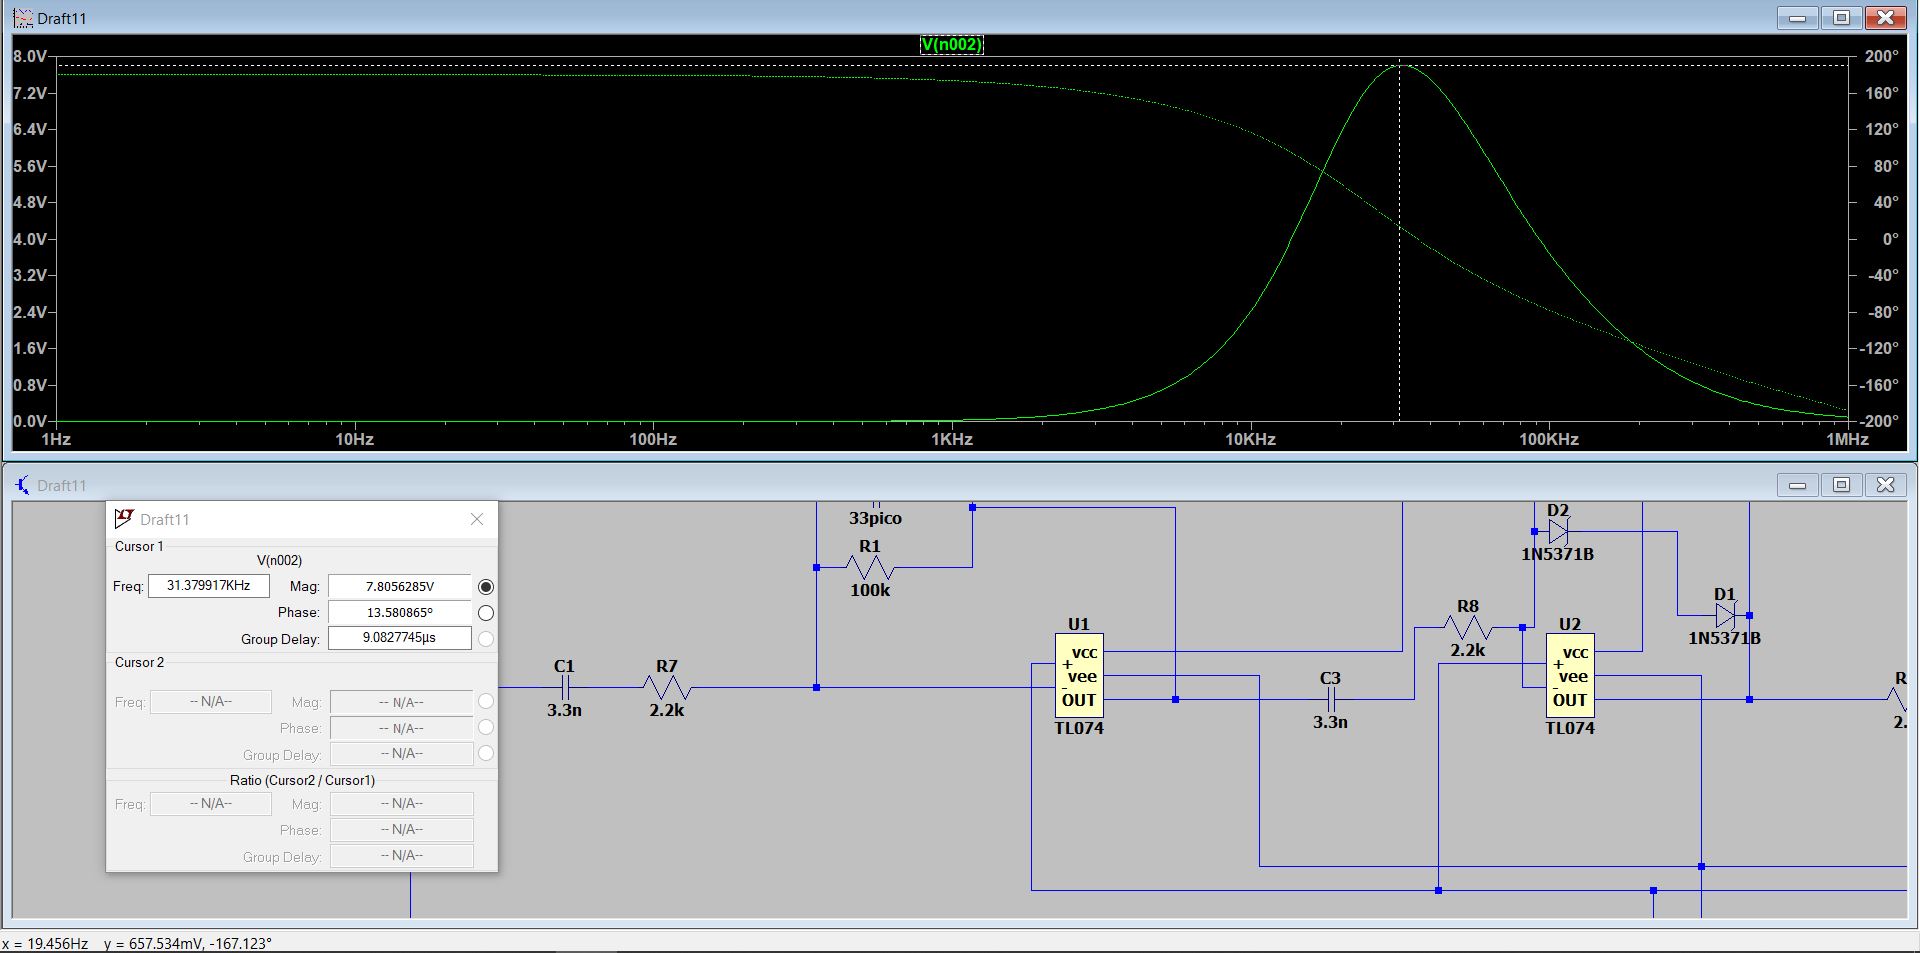 Draft11
V(n002)
8.0V
7.2V
6.4V
5.6V
4.8V
4.0V
3.2V
2.4V
1.6V
0.8V
0.0V
200°
160°
120°
80°
40°
0°
-40°
-80°
-120°
-160°
-200°
1Hz 10Hz 100Hz 1KHz 10KHz 100KHz 1MHz
Draft11
Draft11
Cursor 1
V(n002)
Freq: 31.379917KHz Mag: 7.8056285V
Phase: 13.580865°
Group Delay: 9.0827745µs
Cursor 2
Freq: -- N/A-- Mag: -- N/A--
Phase: -- N/A--
Group Delay: -- N/A--
Ratio (Cursor2 / Cursor1)
Freq: -- N/A-- Mag: -- N/A--
Phase: -- N/A--
Group Delay: -- N/A--
C1
3.3n
R7
2.2k
33pico
R1
100k
U1
vcc
+
vee
-
OUT
TL074
C3
3.3n
R8
2.2k
D2
1N5371B
U2
vcc
+
vee
-
OUT
TL074
D1
1N5371B
R
2.
x = 19.456Hz y = 657.534mV, -167.123°